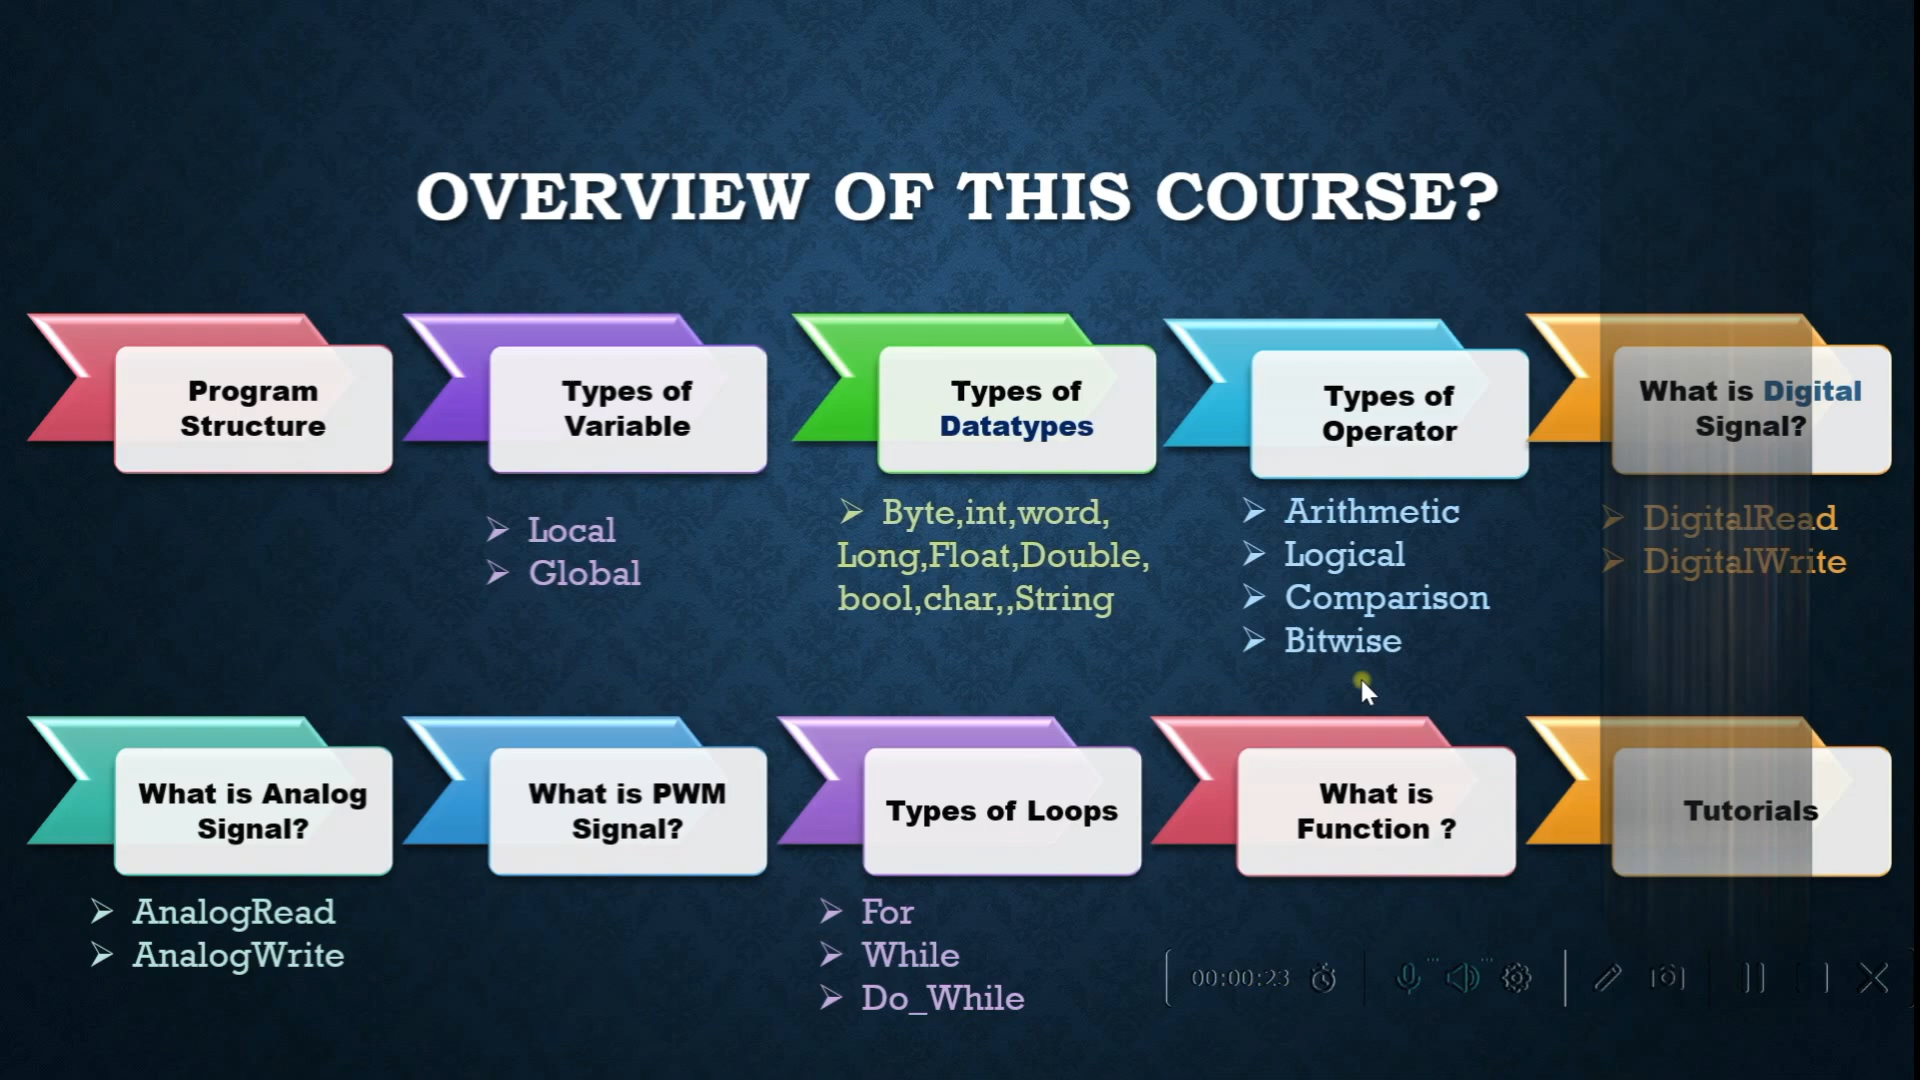 OVERVIEW OF THIS COURSE?
Program
Structure
Types of
Variable
Local
Global
Types of
Datatypes
Byte,int,word,
Long,Float,Double,
bool,char,,String
Types of
Operator
Arithmetic
Logical
Comparison
Bitwise
What is Digital
Signal?
DigitalRead
DigitalWrite
What is Analog
Signal?
AnalogRead
AnalogWrite
What is PWM
Signal?
Types of Loops
For
While
Do_While
What is
Function ?
Tutorials
00:00:23